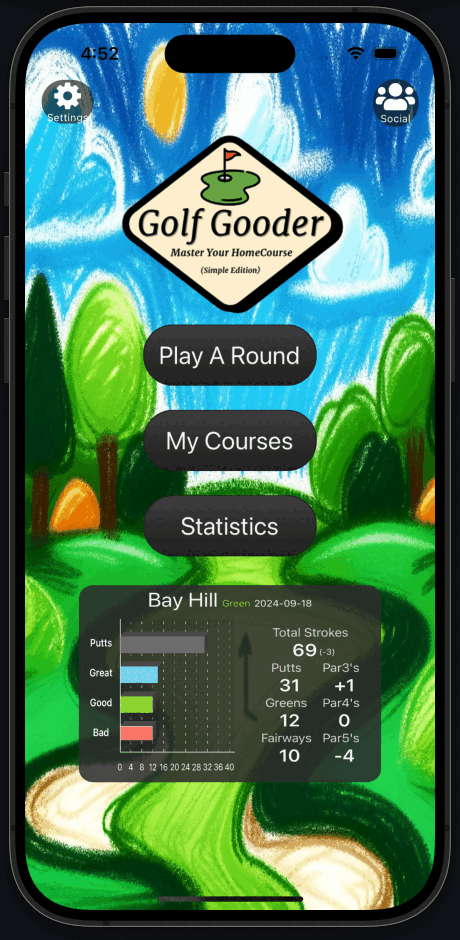 4:52
Settings
Social
Golf Gooder
Master Your HomeCourse
(Simple Edition)
Play A Round
My Courses
Statistics
Bay Hill Green 2024-09-18
Putts
Great
Good
Bad
0 4 8 12 16 20 24 28 32 36 40
Total Strokes
69 (-3)
Putts Par3's
31 +1
Greens Par4's
12 0
Fairways Par5's
10 -4